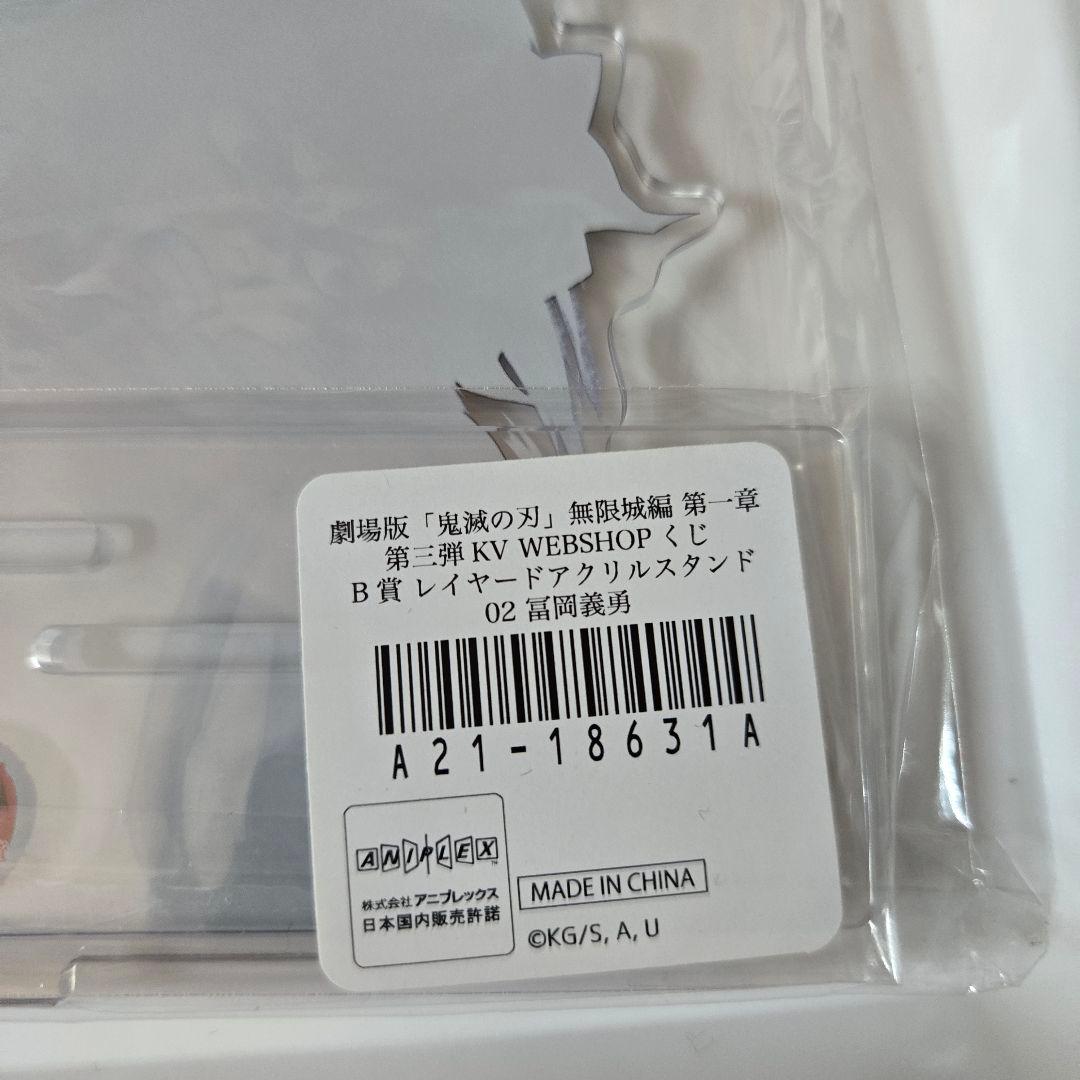 劇場版「鬼滅の刃」無限城編 第一章
第三弾 KV WEBSHOP くじ
B 賞 レイヤードアクリルスタンド
02 冨岡義勇
A21-18631A
ANIPLEX™
株式会社 アニプレックス
日本国内販売許諾
MADE IN CHINA
©KG/S, A, U